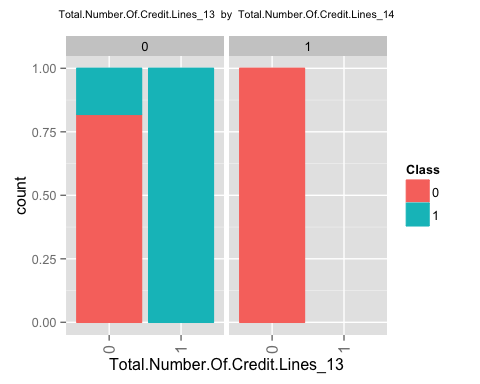 Total.Number.Of.Credit.Lines_13 by Total.Number.Of.Credit.Lines_14
0 1
1.00
0.75
0.50
0.25
0.00
count
0 1 0 1
Total.Number.Of.Credit.Lines_13
Class
0
1